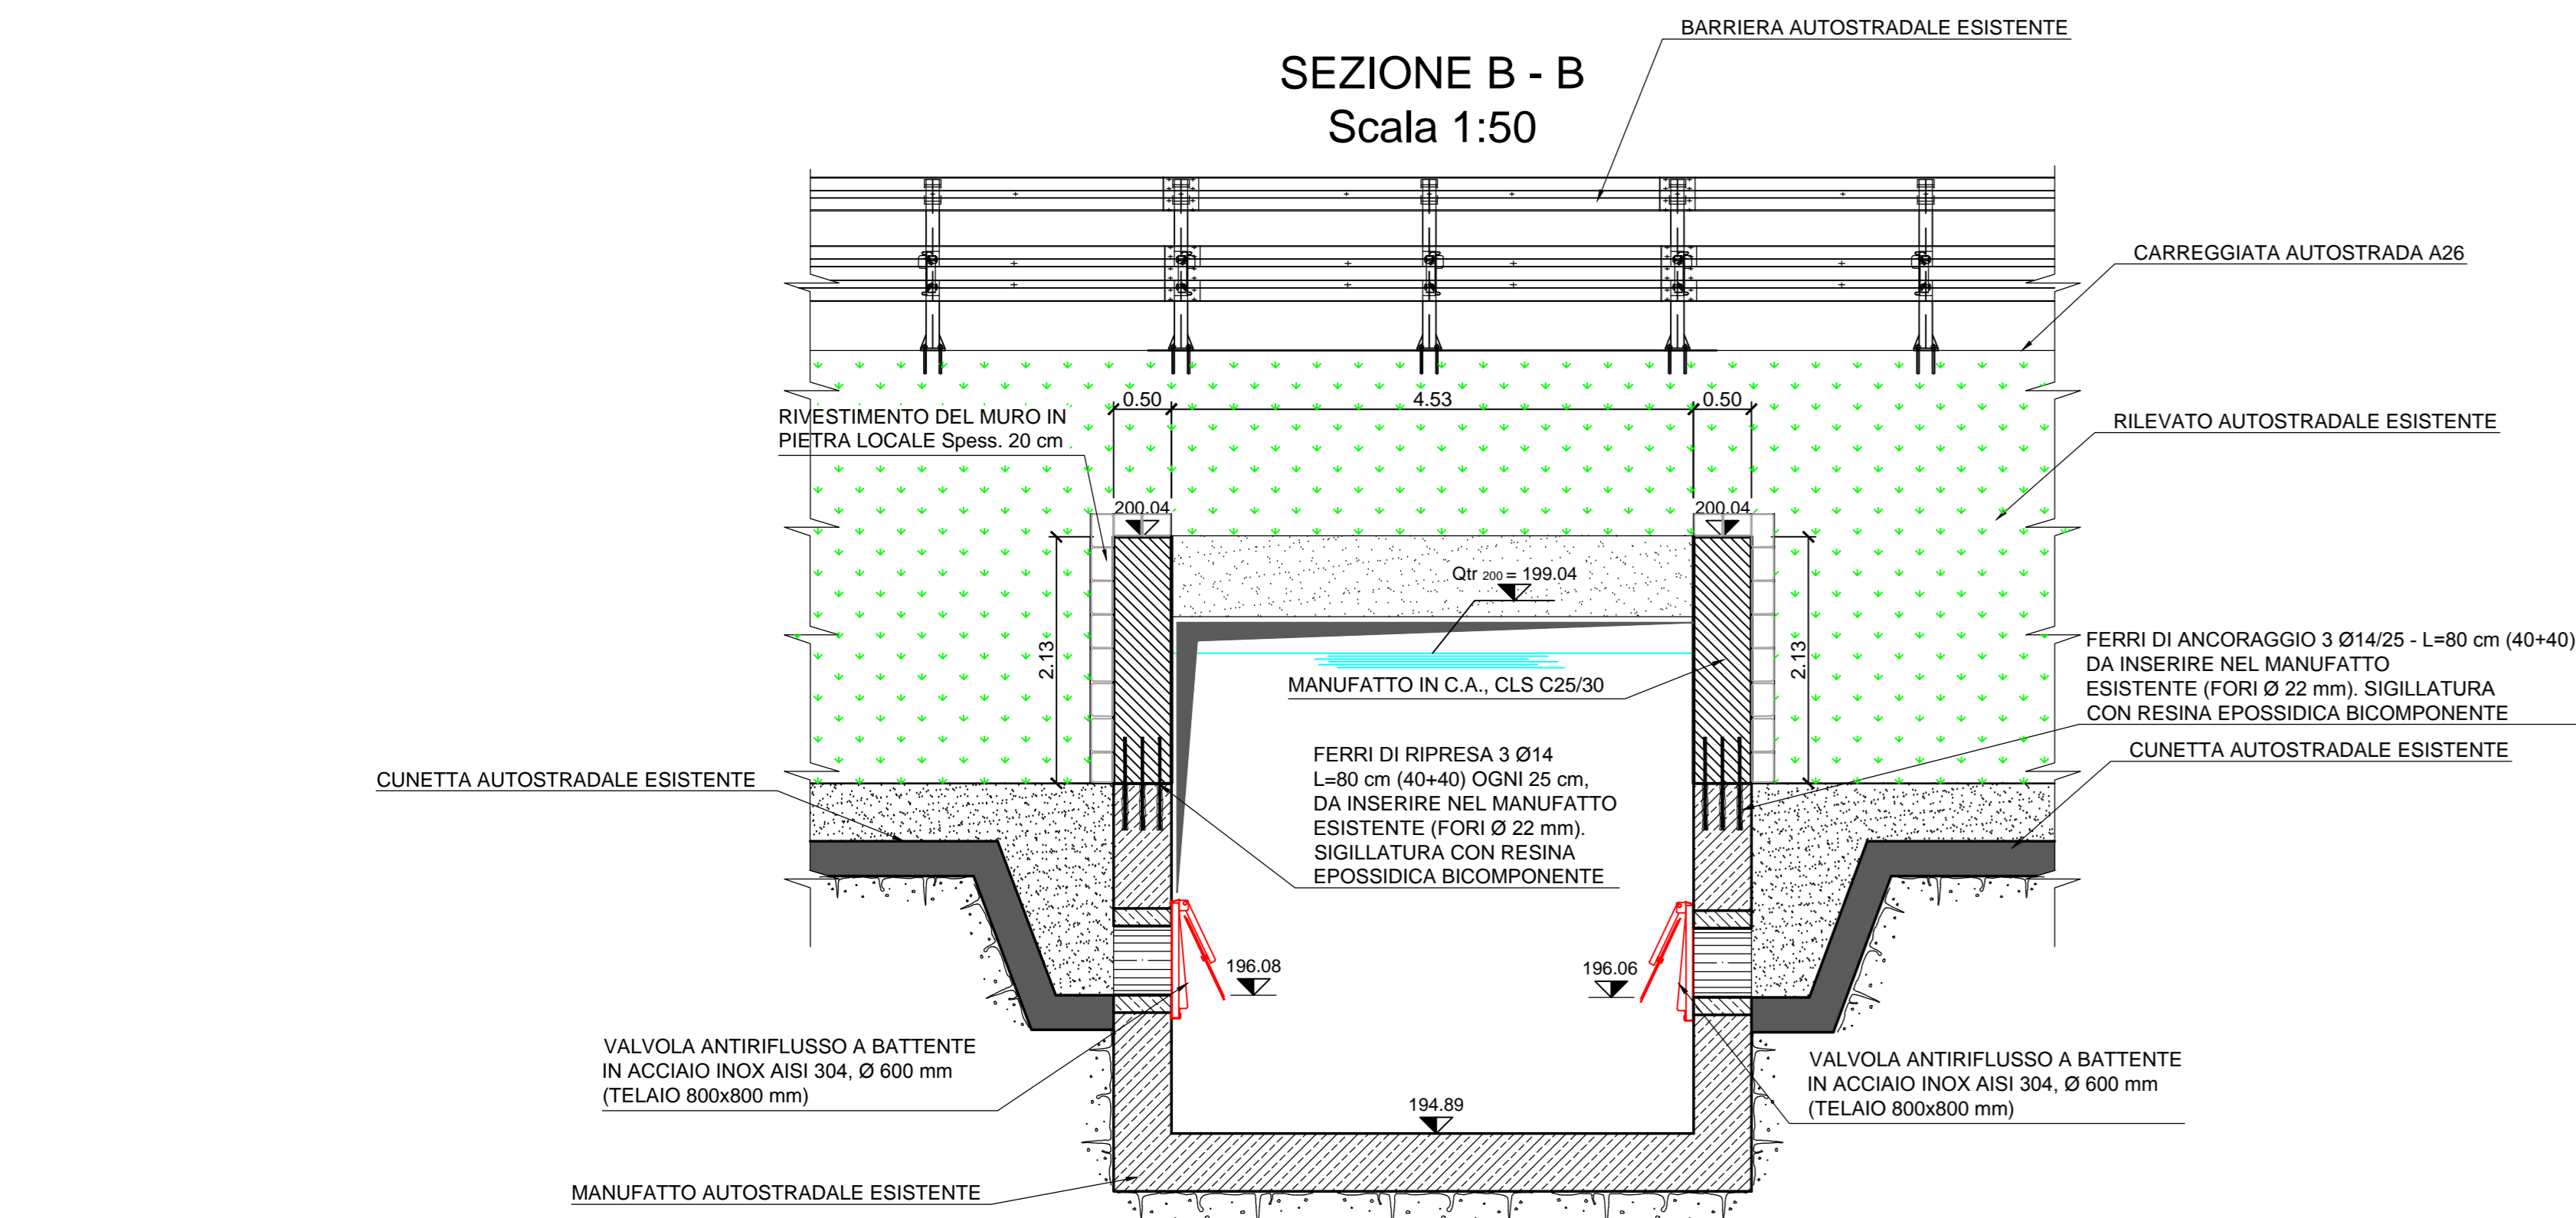 BARRIERA AUTOSTRADALE ESISTENTE
SEZIONE B - B
Scala 1:50
CARREGGIATA AUTOSTRADA A26
0.50
4.53
0.50
RIVESTIMENTO DEL MURO IN
PIETRA LOCALE Spess. 20 cm
RILEVATO AUTOSTRADALE ESISTENTE
200.04
200.04
Qtr 200 = 199.04
2.13
2.13
MANUFATTO IN C.A., CLS C25/30
FERRI DI ANCORAGGIO 3 Ø14/25 - L=80 cm (40+40)
DA INSERIRE NEL MANUFATTO
ESISTENTE (FORI Ø 22 mm). SIGILLATURA
CON RESINA EPOSSIDICA BICOMPONENTE
FERRI DI RIPRESA 3 Ø14
L=80 cm (40+40) OGNI 25 cm,
DA INSERIRE NEL MANUFATTO
ESISTENTE (FORI Ø 22 mm).
SIGILLATURA CON RESINA
EPOSSIDICA BICOMPONENTE
CUNETTA AUTOSTRADALE ESISTENTE
CUNETTA AUTOSTRADALE ESISTENTE
196.08
196.06
VALVOLA ANTIRIFLUSSO A BATTENTE
IN ACCIAIO INOX AISI 304, Ø 600 mm
(TELAIO 800x800 mm)
VALVOLA ANTIRIFLUSSO A BATTENTE
IN ACCIAIO INOX AISI 304, Ø 600 mm
(TELAIO 800x800 mm)
194.89
MANUFATTO AUTOSTRADALE ESISTENTE